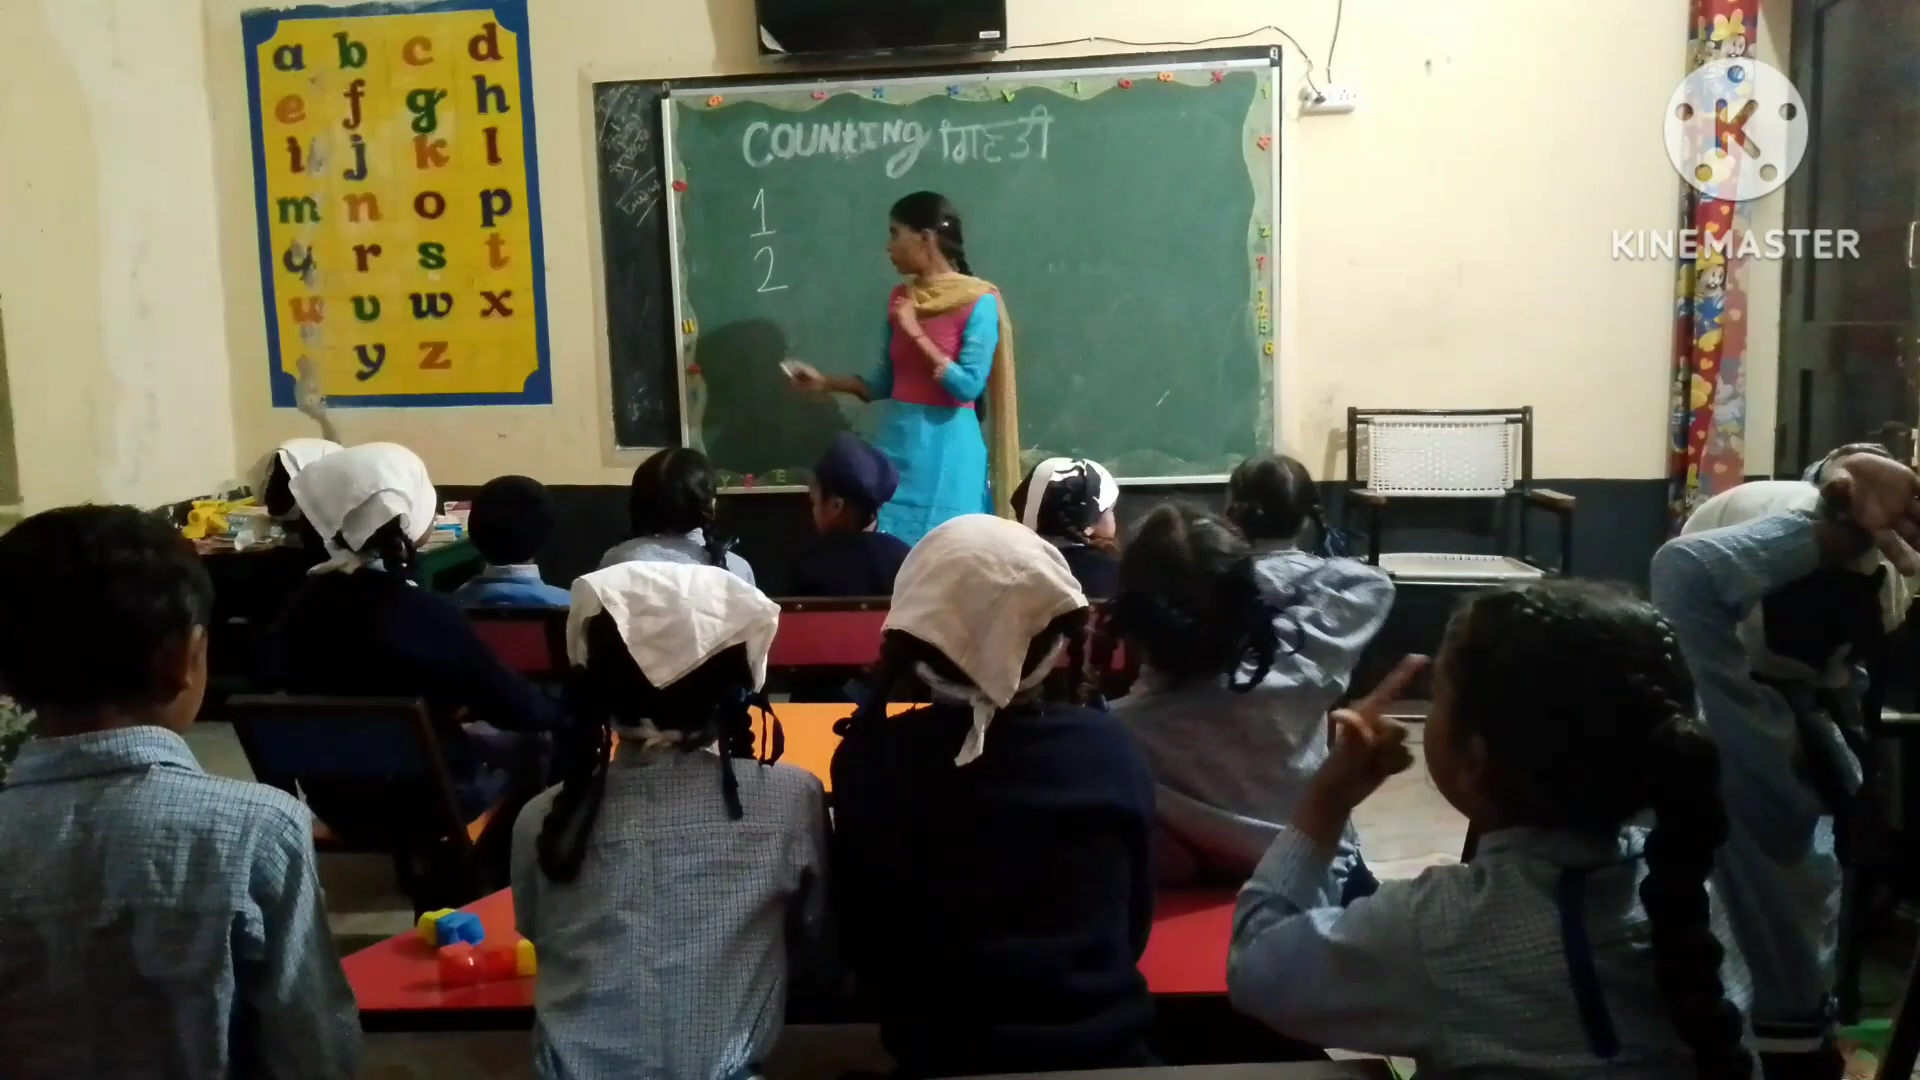 a b c d
e f g h
i j k l
m n o p
q r s t
u v w x
y z
COUNtING ਗਿਣਤੀ
1
2
K
KINEMASTER